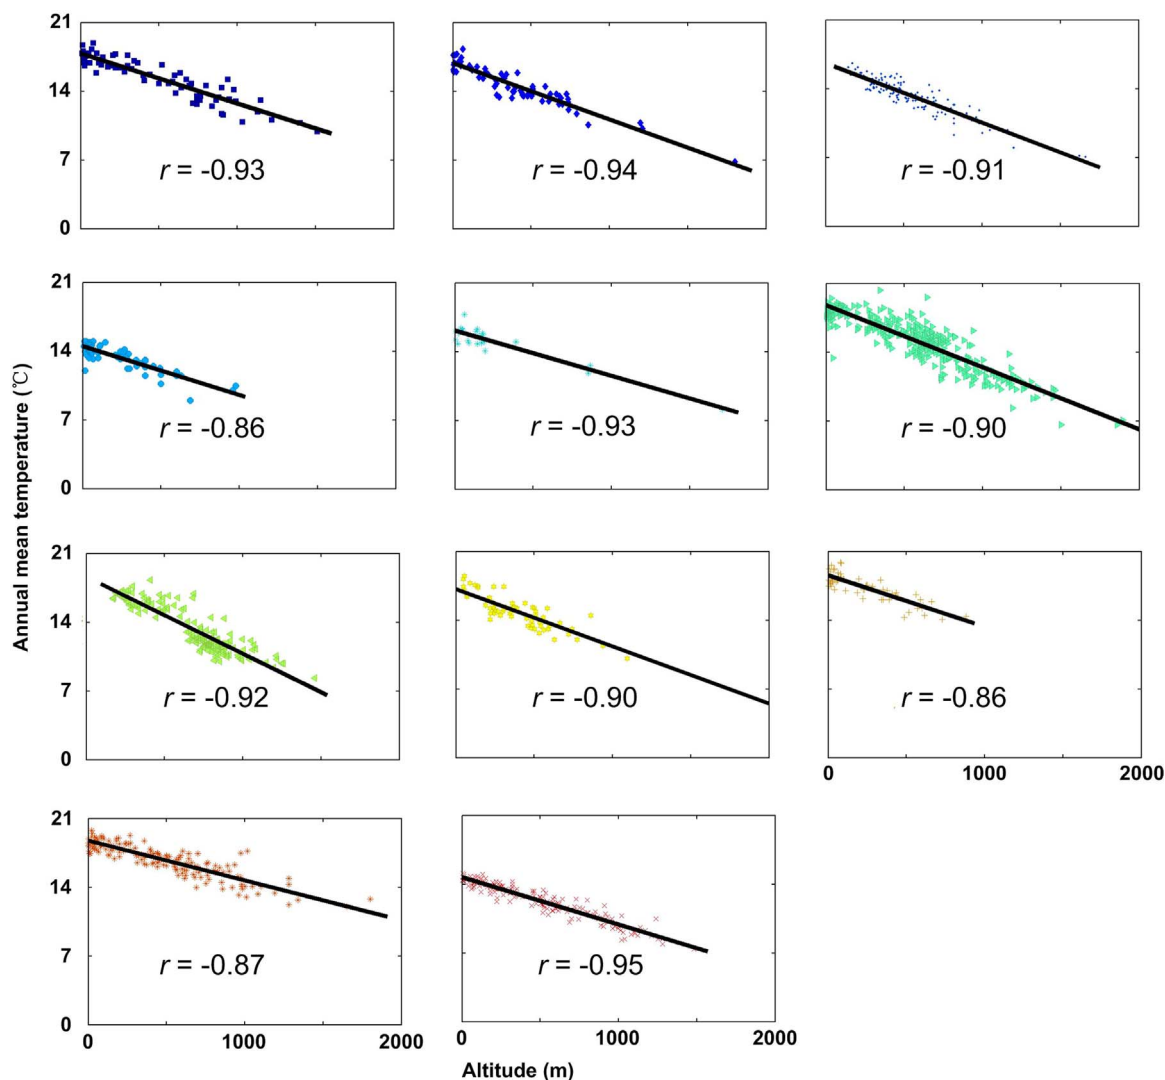 21
14
7
0
r = -0.93
r = -0.94
r = -0.91
21
14
7
0
r = -0.86
r = -0.93
r = -0.90
Annual mean temperature (℃)
21
14
7
0
r = -0.92
r = -0.90
r = -0.86
0 1000 2000
21
14
7
0
r = -0.87
r = -0.95
0 1000 2000
0 1000 2000
Altitude (m)